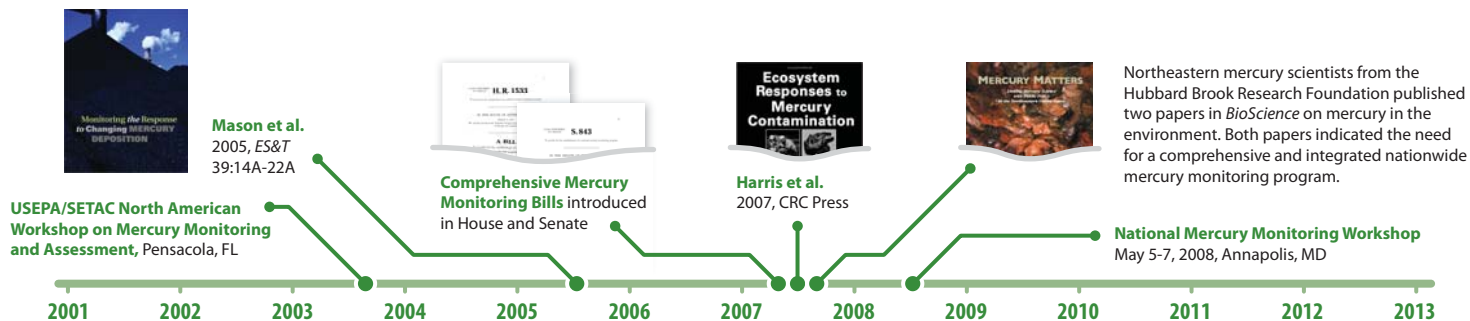 Monitoring the Response
to Changing MERCURY
DEPOSITION
Mason et al.
2005, ES&T
39:14A-22A
USEPA/SETAC North American
Workshop on Mercury Monitoring
and Assessment, Pensacola, FL
H. R. 1533
A BILL
S. 843
Comprehensive Mercury
Monitoring Bills introduced
in House and Senate
Ecosystem
Responses to
Mercury
Contamination
Harris et al.
2007, CRC Press
MERCURY MATTERS
Northeastern mercury scientists from the
Hubbard Brook Research Foundation published
two papers in BioScience on mercury in the
environment. Both papers indicated the need
for a comprehensive and integrated nationwide
mercury monitoring program.
National Mercury Monitoring Workshop
May 5-7, 2008, Annapolis, MD
2001 2002 2003 2004 2005 2006 2007 2008 2009 2010 2011 2012 2013